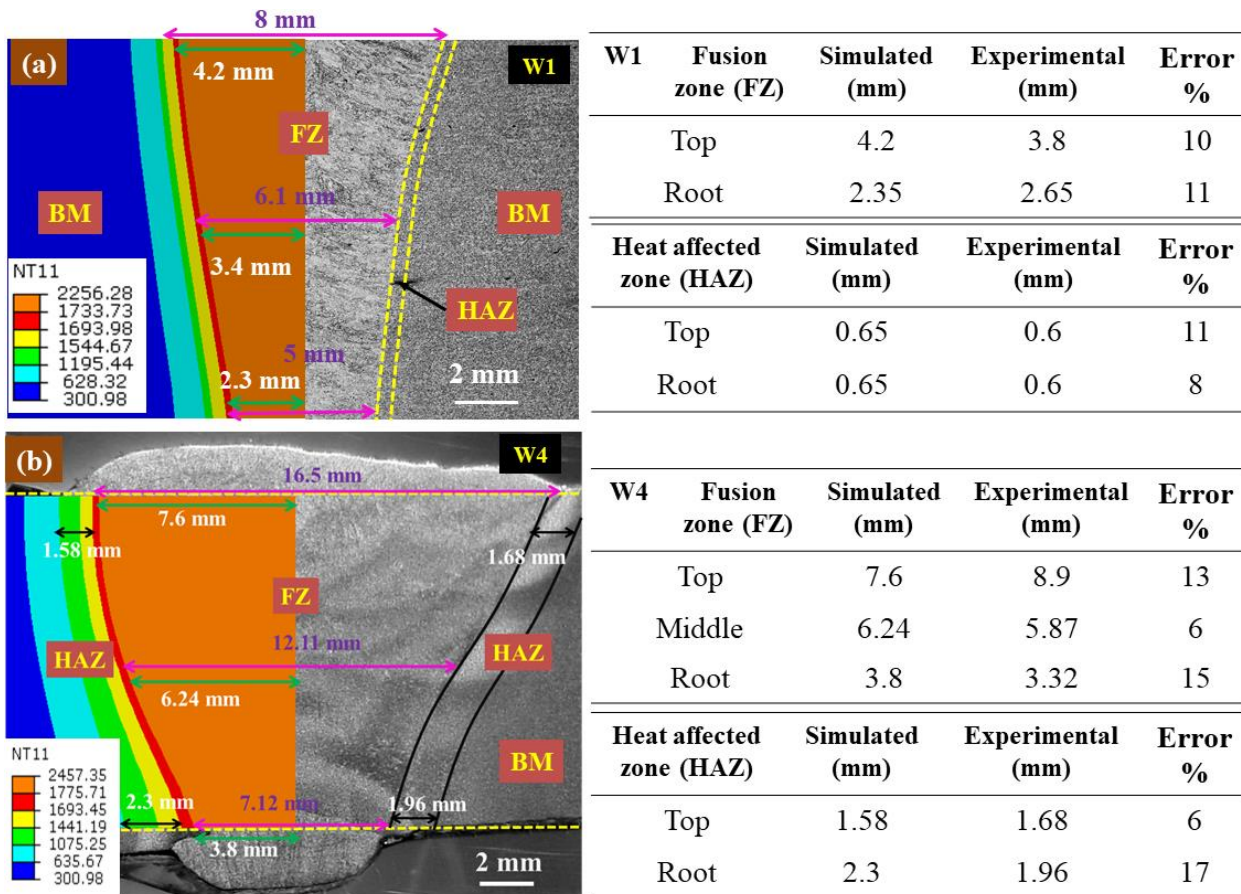 8 mm
(a)
W1
4.2 mm
FZ
6.1 mm
BM
BM
3.4 mm
NT11
2256.28
1733.73
1693.98
1544.67
1195.44
628.32
300.98
HAZ
5 mm
2.3 mm
2 mm
W1 Fusion zone (FZ) Simulated (mm) Experimental (mm) Error %
Top 4.2 3.8 10
Root 2.35 2.65 11
Heat affected zone (HAZ) Simulated (mm) Experimental (mm) Error %
Top 0.65 0.6 11
Root 0.65 0.6 8
(b)
W4
16.5 mm
7.6 mm
1.58 mm
1.68 mm
FZ
12.11 mm
HAZ
HAZ
6.24 mm
BM
NT11
2457.35
1775.71
1693.45
1441.19
1075.25
635.67
300.98
2.3 mm
7.12 mm
1.96 mm
3.8 mm
2 mm
W4 Fusion zone (FZ) Simulated (mm) Experimental (mm) Error %
Top 7.6 8.9 13
Middle 6.24 5.87 6
Root 3.8 3.32 15
Heat affected zone (HAZ) Simulated (mm) Experimental (mm) Error %
Top 1.58 1.68 6
Root 2.3 1.96 17